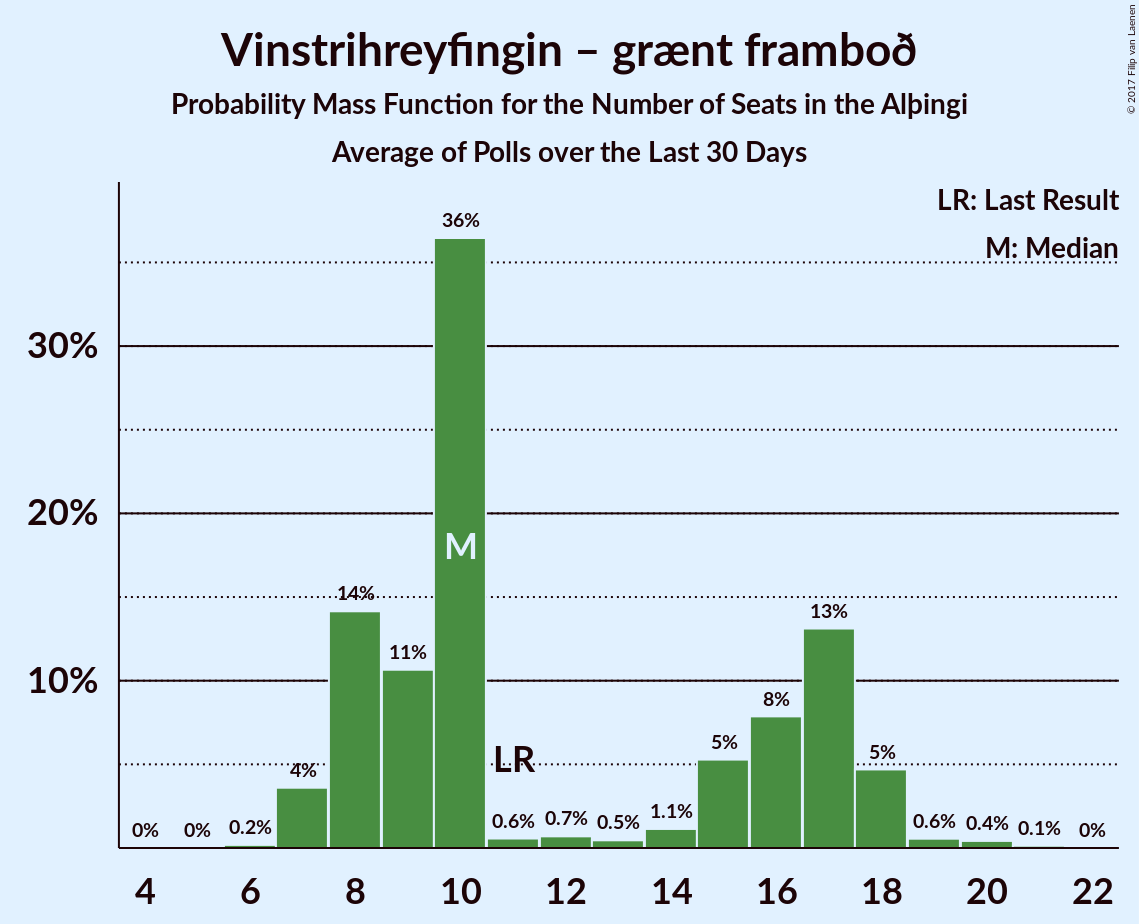 Vinstrihreyfingin – grænt framboð
Probability Mass Function for the Number of Seats in the Alþingi
Average of Polls over the Last 30 Days
© 2017 Filip van Laenen
LR: Last Result
M: Median
36%
30%
M
20%
14%
13%
11%
10%
8%
LR
5%
5%
4%
0%
0%
0.2%
0.6%
0.7%
0.5%
1.1%
0.6%
0.4%
0.1%
0%
4 6 8 10 12 14 16 18 20 22